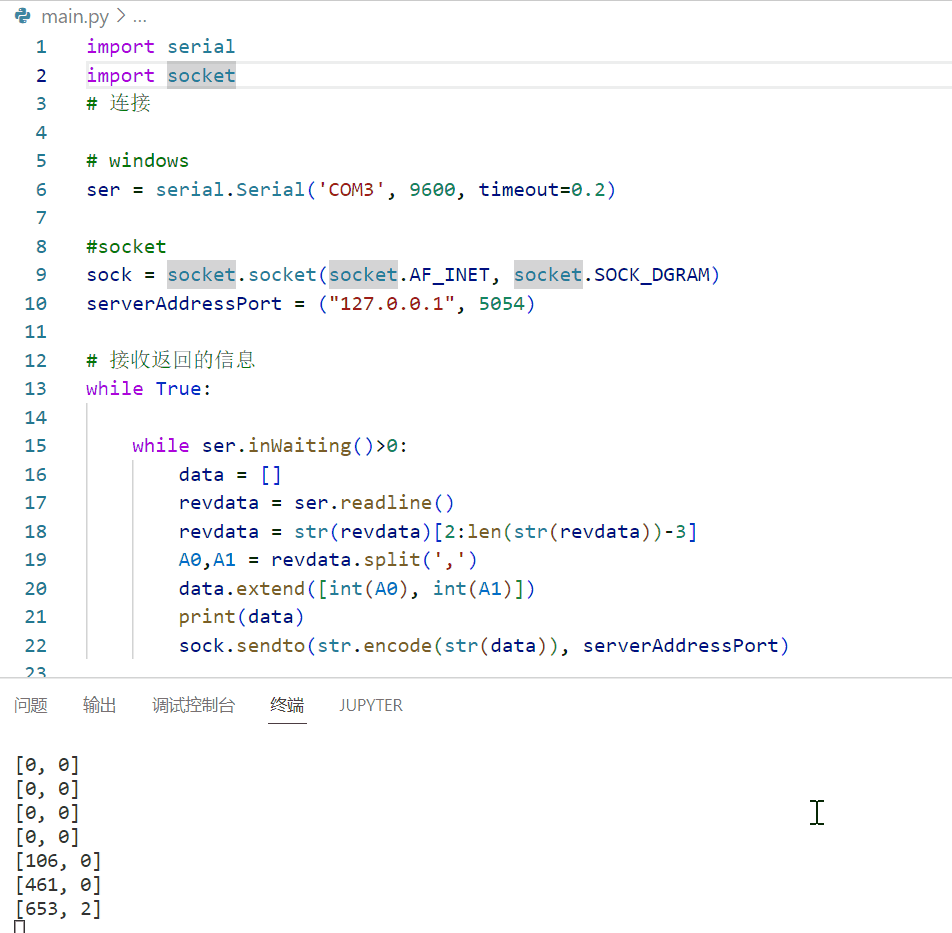 main.py > ...
1 import serial
2 import socket
3 # 连接
4
5 # windows
6 ser = serial.Serial('COM3', 9600, timeout=0.2)
7
8 #socket
9 sock = socket.socket(socket.AF_INET, socket.SOCK_DGRAM)
10 serverAddressPort = ("127.0.0.1", 5054)
11
12 # 接收返回的信息
13 while True:
14
15 while ser.inWaiting()>0:
16 data = []
17 revdata = ser.readline()
18 revdata = str(revdata)[2:len(str(revdata))-3]
19 A0,A1 = revdata.split(',')
20 data.extend([int(A0), int(A1)])
21 print(data)
22 sock.sendto(str.encode(str(data)), serverAddressPort)
23
问题 输出 调试控制台 终端 JUPYTER
[0, 0]
[0, 0]
[0, 0]
[0, 0]
[106, 0]
[461, 0]
[653, 2]